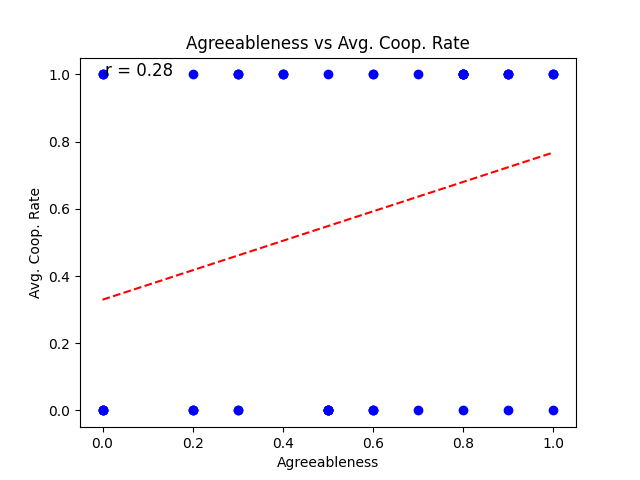 Agreeableness vs Avg. Coop. Rate
r = 0.28
1.0
0.8
0.6
0.4
0.2
0.0
Avg. Coop. Rate
0.0 0.2 0.4 0.6 0.8 1.0
Agreeableness